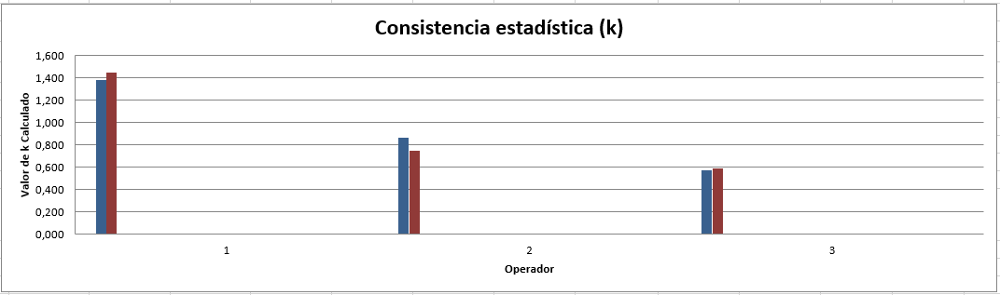 Consistencia estadística (k)
Valor de k Calculado
1,600
1,400
1,200
1,000
0,800
0,600
0,400
0,200
0,000
1 2 3
Operador